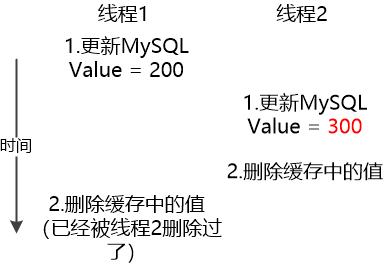 线程1
线程2
1.更新MySQL
Value = 200
1.更新MySQL
Value = 300
时间
2.删除缓存中的值
2.删除缓存中的值
(已经被线程2删除过
了)